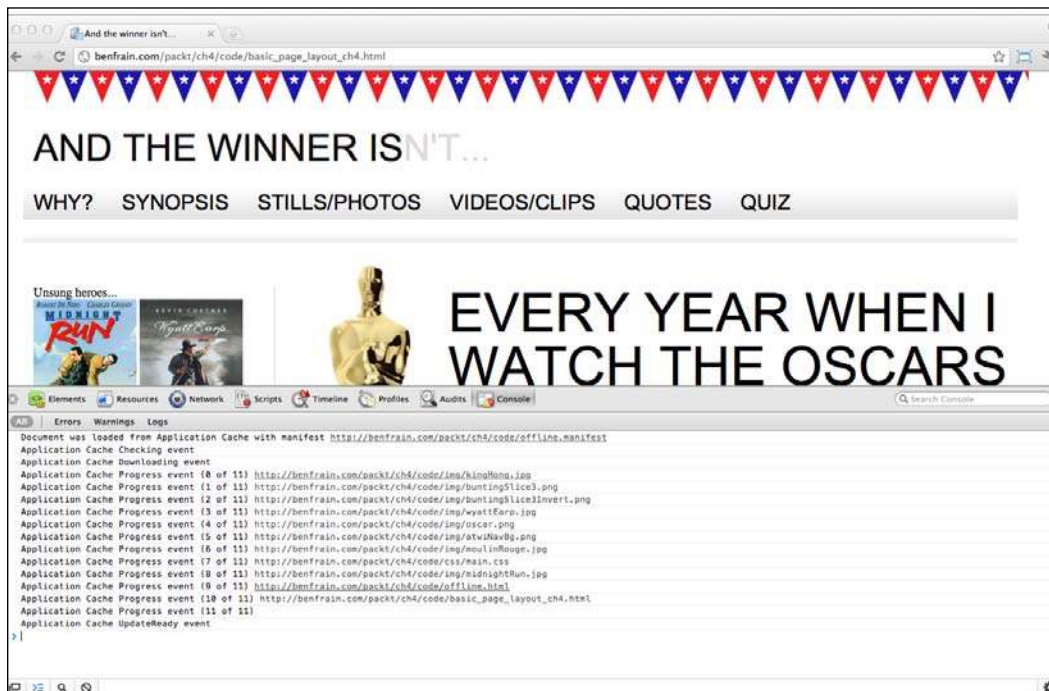 And the winner isn't...
benfrain.com/packt/ch4/code/basic_page_layout_ch4.html
AND THE WINNER ISN'T...
WHY? SYNOPSIS STILLS/PHOTOS VIDEOS/CLIPS QUOTES QUIZ
Unsung heroes...
ROBERT DE NIRO CHARLES GRODIN
MIDNIGHT
RUN
KEVIN COSTNER
Wyatt Earp
EVERY YEAR WHEN I
WATCH THE OSCARS
Elements Resources Network Scripts Timeline Profiles Audits Console Search Console
All Errors Warnings Logs
Document was loaded from Application Cache with manifest http://benfrain.com/packt/ch4/code/offline.manifest
Application Cache Checking event
Application Cache Downloading event
Application Cache Progress event (0 of 11) http://benfrain.com/packt/ch4/code/img/kingHong.jpg
Application Cache Progress event (1 of 11) http://benfrain.com/packt/ch4/code/img/buntingSlice3.png
Application Cache Progress event (2 of 11) http://benfrain.com/packt/ch4/code/img/buntingSlice3Invert.png
Application Cache Progress event (3 of 11) http://benfrain.com/packt/ch4/code/img/wyattEarp.jpg
Application Cache Progress event (4 of 11) http://benfrain.com/packt/ch4/code/img/oscar.png
Application Cache Progress event (5 of 11) http://benfrain.com/packt/ch4/code/img/atwiNavBg.png
Application Cache Progress event (6 of 11) http://benfrain.com/packt/ch4/code/img/moulinRouge.jpg
Application Cache Progress event (7 of 11) http://benfrain.com/packt/ch4/code/css/main.css
Application Cache Progress event (8 of 11) http://benfrain.com/packt/ch4/code/img/midnightRun.jpg
Application Cache Progress event (9 of 11) http://benfrain.com/packt/ch4/code/offline.html
Application Cache Progress event (10 of 11) http://benfrain.com/packt/ch4/code/basic_page_layout_ch4.html
Application Cache Progress event (11 of 11)
Application Cache UpdateReady event